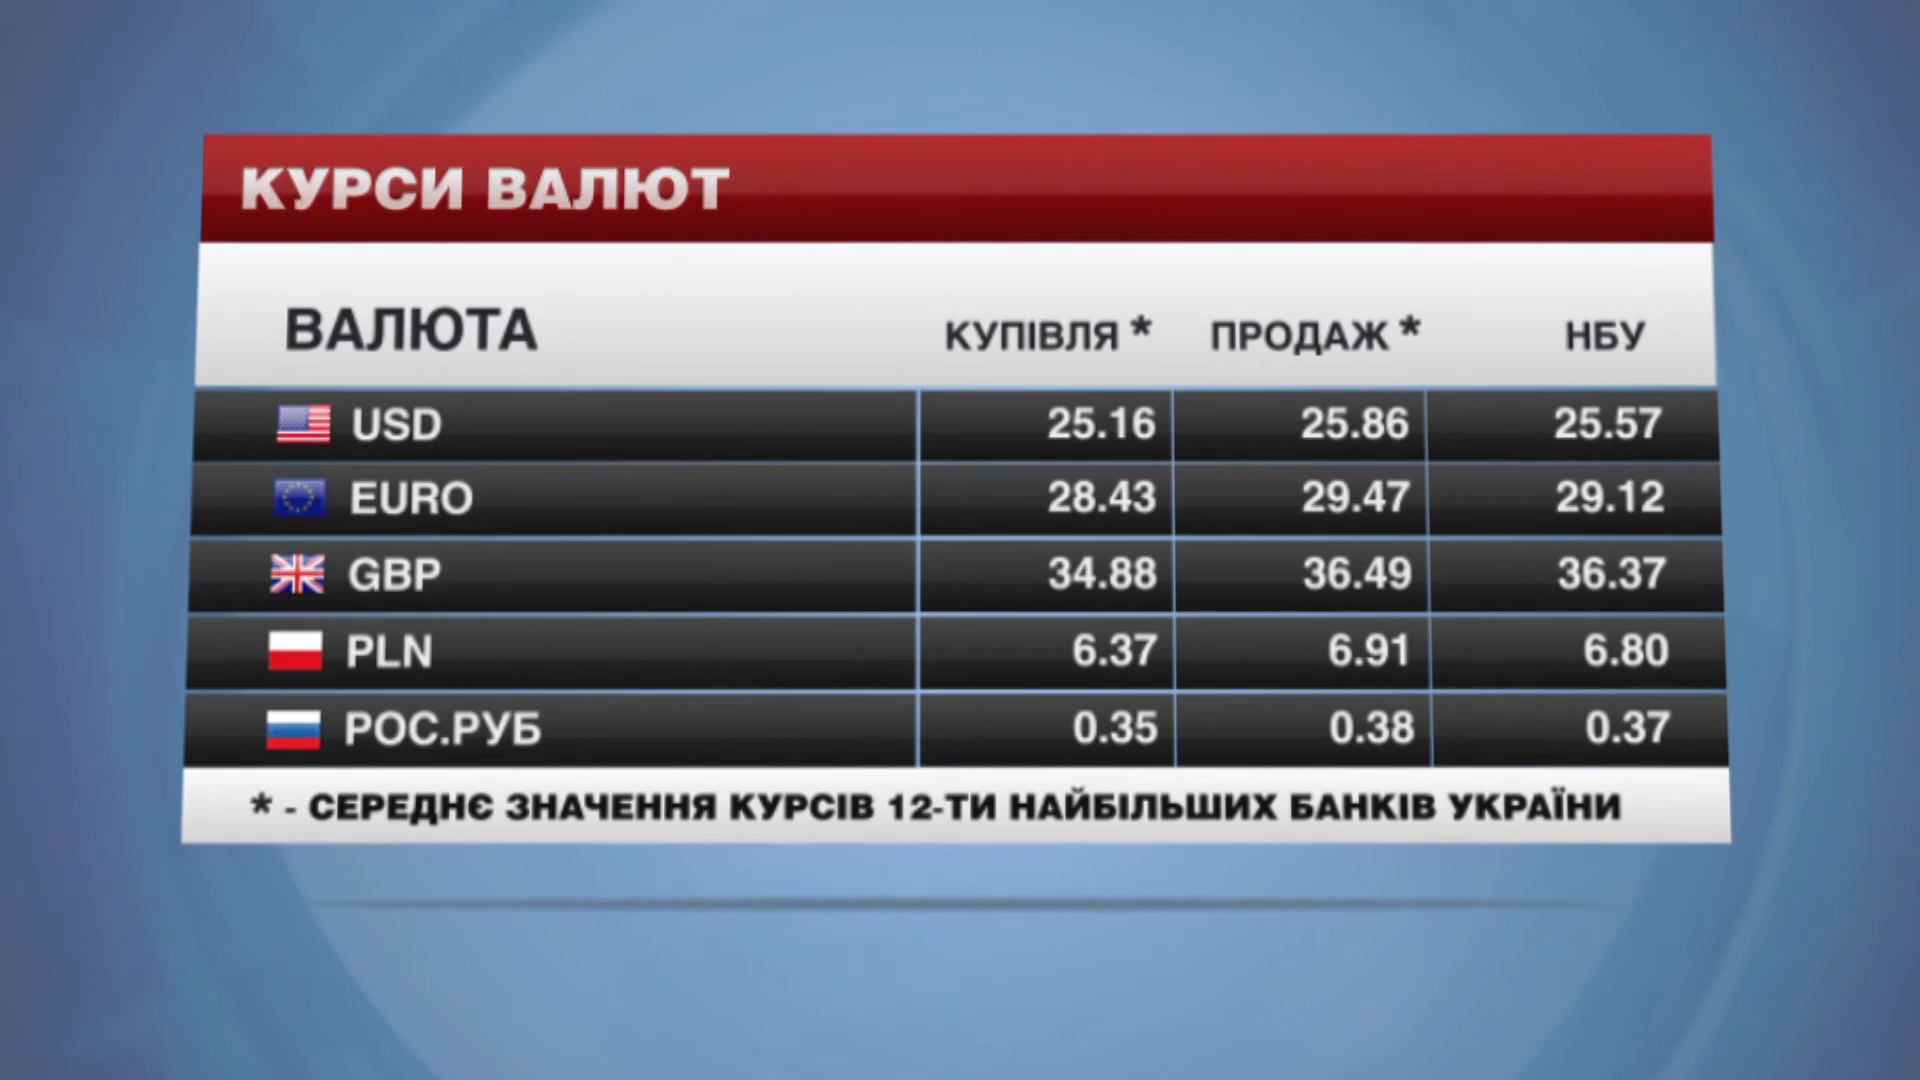 КУРСИ ВАЛЮТ
ВАЛЮТА КУПІВЛЯ * ПРОДАЖ * НБУ
USD 25.16 25.86 25.57
EURO 28.43 29.47 29.12
GBP 34.88 36.49 36.37
PLN 6.37 6.91 6.80
РОС.РУБ 0.35 0.38 0.37
* - СЕРЕДНЄ ЗНАЧЕННЯ КУРСІВ 12-ТИ НАЙБІЛЬШИХ БАНКІВ УКРАЇНИ